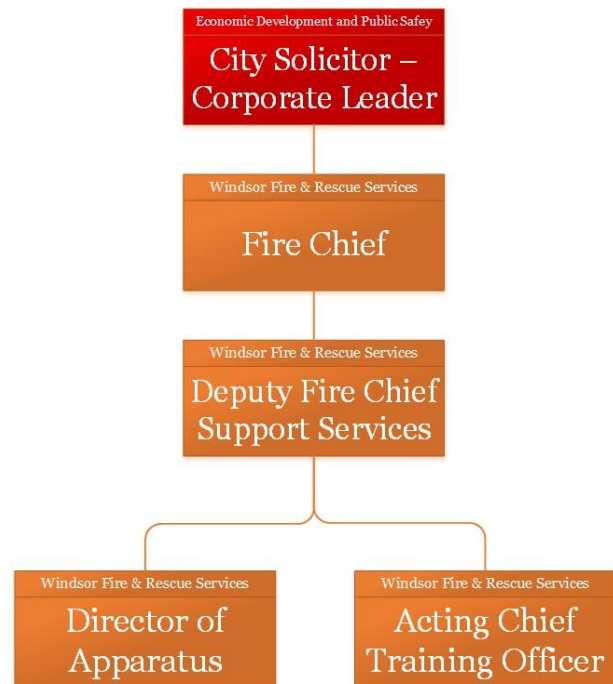 Economic Development and Public Safey
City Solicitor –
Corporate Leader
Windsor Fire & Rescue Services
Fire Chief
Windsor Fire & Rescue Services
Deputy Fire Chief
Support Services
Windsor Fire & Rescue Services
Director of
Apparatus
Windsor Fire & Rescue Services
Acting Chief
Training Officer